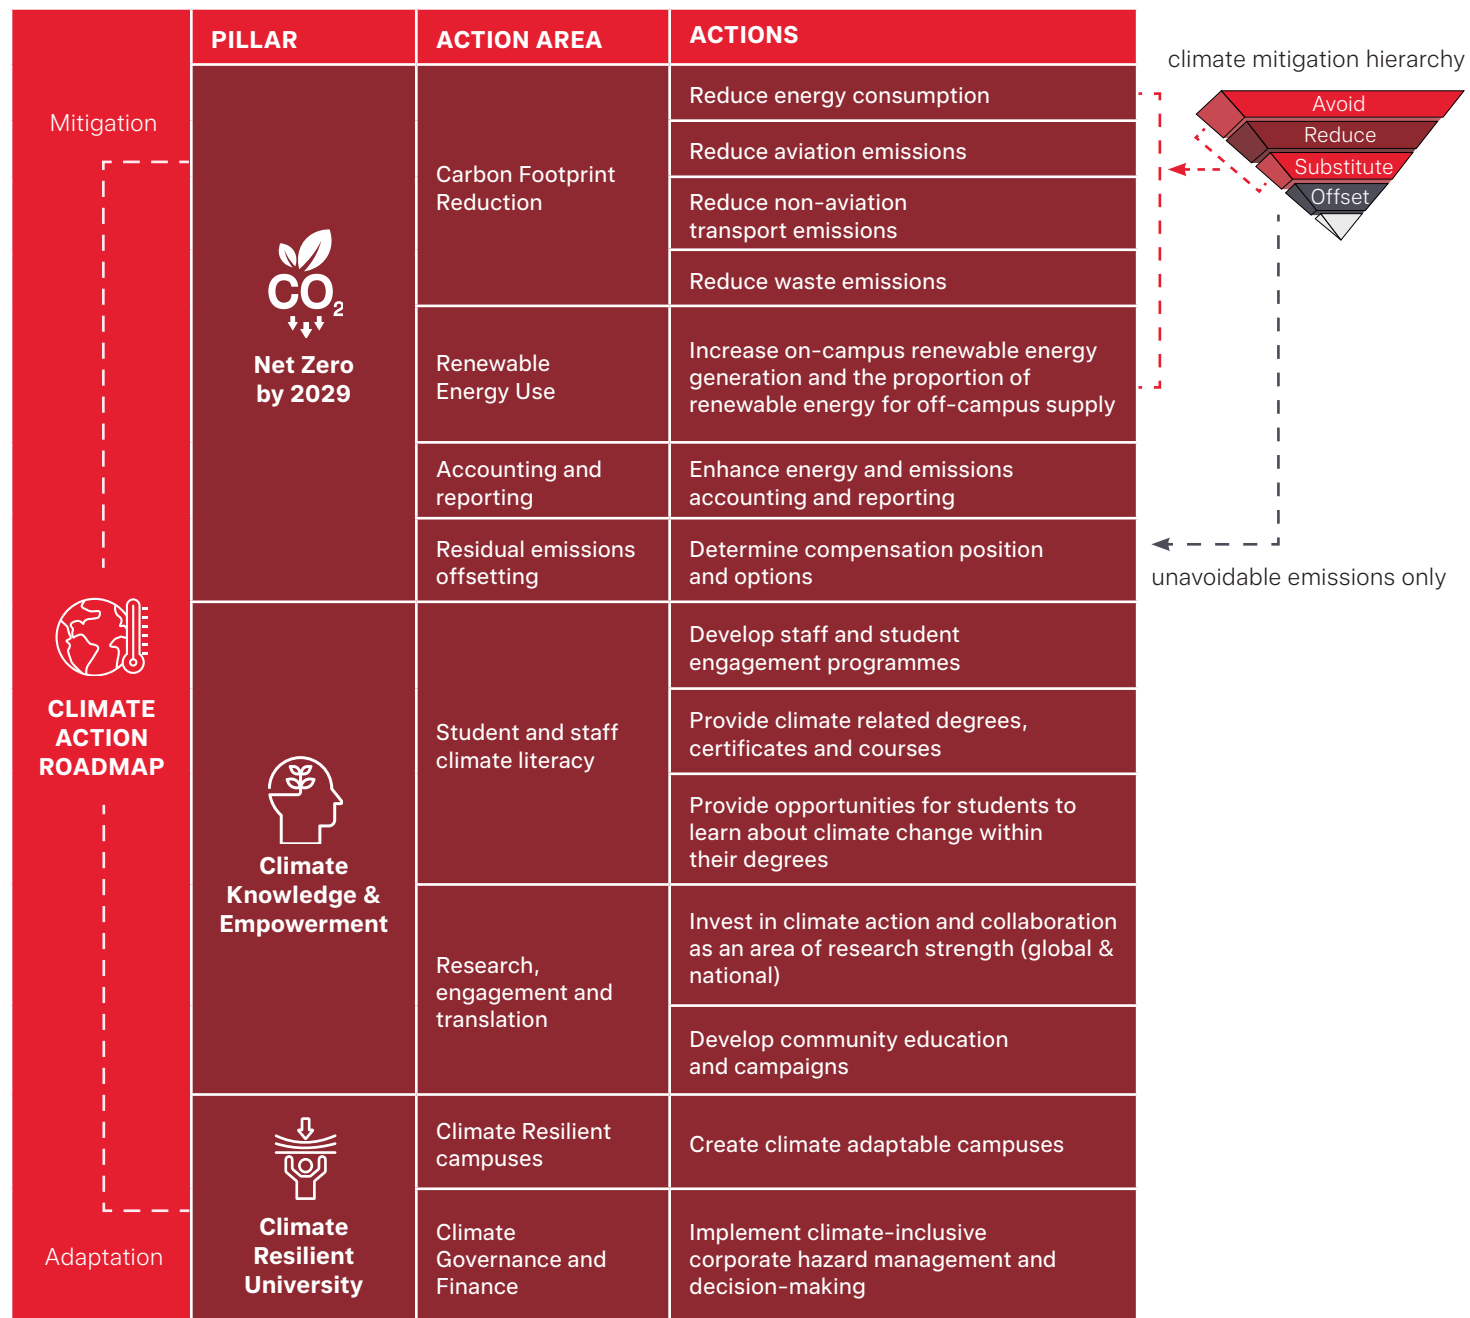 PILLAR
ACTION AREA
ACTIONS
Mitigation
CLIMATE
ACTION
ROADMAP
Adaptation
CO2
Net Zero
by 2029
Carbon Footprint
Reduction
Reduce energy consumption
Reduce aviation emissions
Reduce non-aviation
transport emissions
Reduce waste emissions
Renewable
Energy Use
Increase on-campus renewable energy
generation and the proportion of
renewable energy for off-campus supply
Accounting and
reporting
Enhance energy and emissions
accounting and reporting
Residual emissions
offsetting
Determine compensation position
and options
Climate
Knowledge &
Empowerment
Student and staff
climate literacy
Develop staff and student
engagement programmes
Provide climate related degrees,
certificates and courses
Provide opportunities for students to
learn about climate change within
their degrees
Research,
engagement and
translation
Invest in climate action and collaboration
as an area of research strength (global &
national)
Develop community education
and campaigns
Climate
Resilient
University
Climate Resilient
campuses
Create climate adaptable campuses
Climate
Governance and
Finance
Implement climate-inclusive
corporate hazard management and
decision-making
climate mitigation hierarchy
Avoid
Reduce
Substitute
Offset
unavoidable emissions only